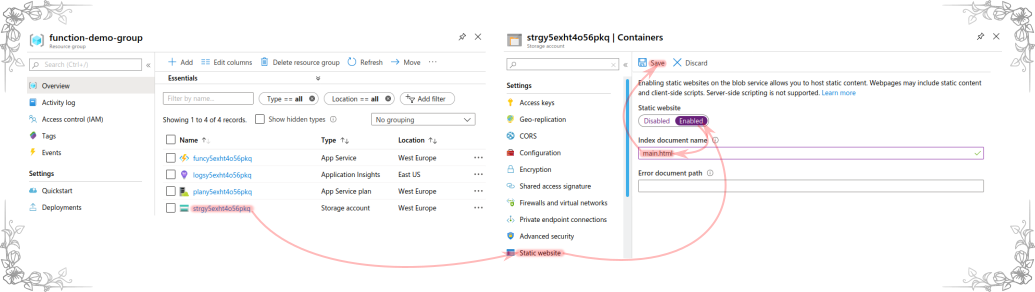 function-demo-group
Resource group
Search (Ctrl+/)
Overview
Activity log
Access control (IAM)
Tags
Events
Settings
Quickstart
Deployments
Add Edit columns Delete resource group Refresh Move
Essentials
Filter by name... Type == all Location == all Add filter
Showing 1 to 4 of 4 records. Show hidden types No grouping
Name Type Location
funcy5exht4o56pkq App Service West Europe
logsy5exht4o56pkq Application Insights East US
plany5exht4o56pkq App Service plan West Europe
strgy5exht4o56pkq Storage account West Europe
strgy5exht4o56pkq | Containers
Storage account
Settings
Access keys
Geo-replication
CORS
Configuration
Encryption
Shared access signature
Firewalls and virtual networks
Private endpoint connections
Advanced security
Static website
Save Discard
Enabling static websites on the blob service allows you to host static content. Webpages may include static content
and client-side scripts. Server-side scripting is not supported. Learn more
Static website
Disabled Enabled
Index document name
main.html
Error document path